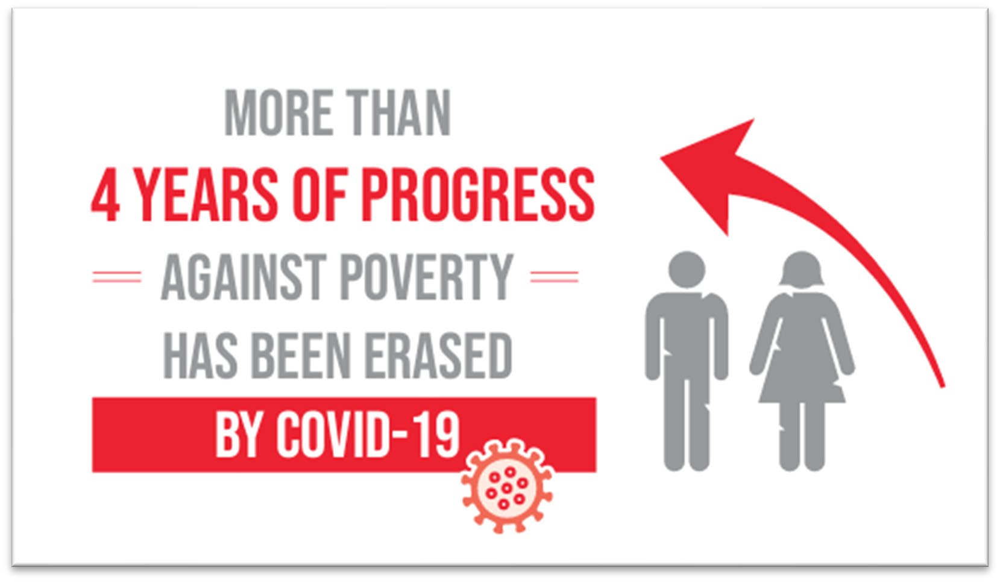 MORE THAN
4 YEARS OF PROGRESS
AGAINST POVERTY
HAS BEEN ERASED
BY COVID-19